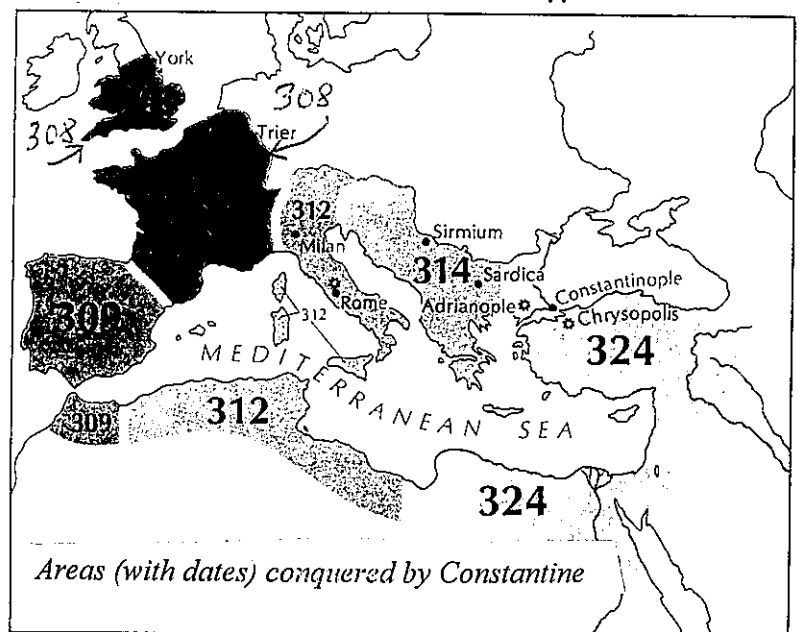 York
308
308
Trier
312
Milan
Sirmium
314
Sardica
Constantinople
Adrianople
Chrysopolis
Rome
309
312
324
MEDITERRANEAN SEA
309
312
324
Areas (with dates) conquered by Constantine